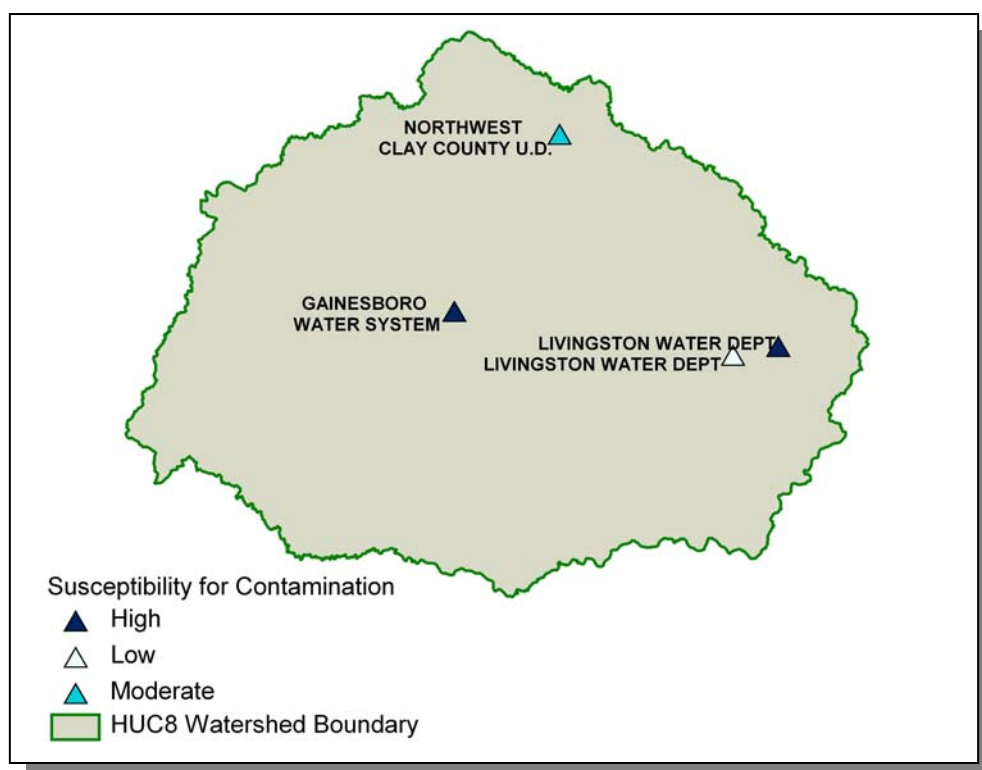 NORTHWEST
CLAY COUNTY U.D.
GAINESBORO
WATER SYSTEM
LIVINGSTON WATER DEPT
LIVINGSTON WATER DEPT
Susceptibility for Contamination
High
Low
Moderate
HUC8 Watershed Boundary